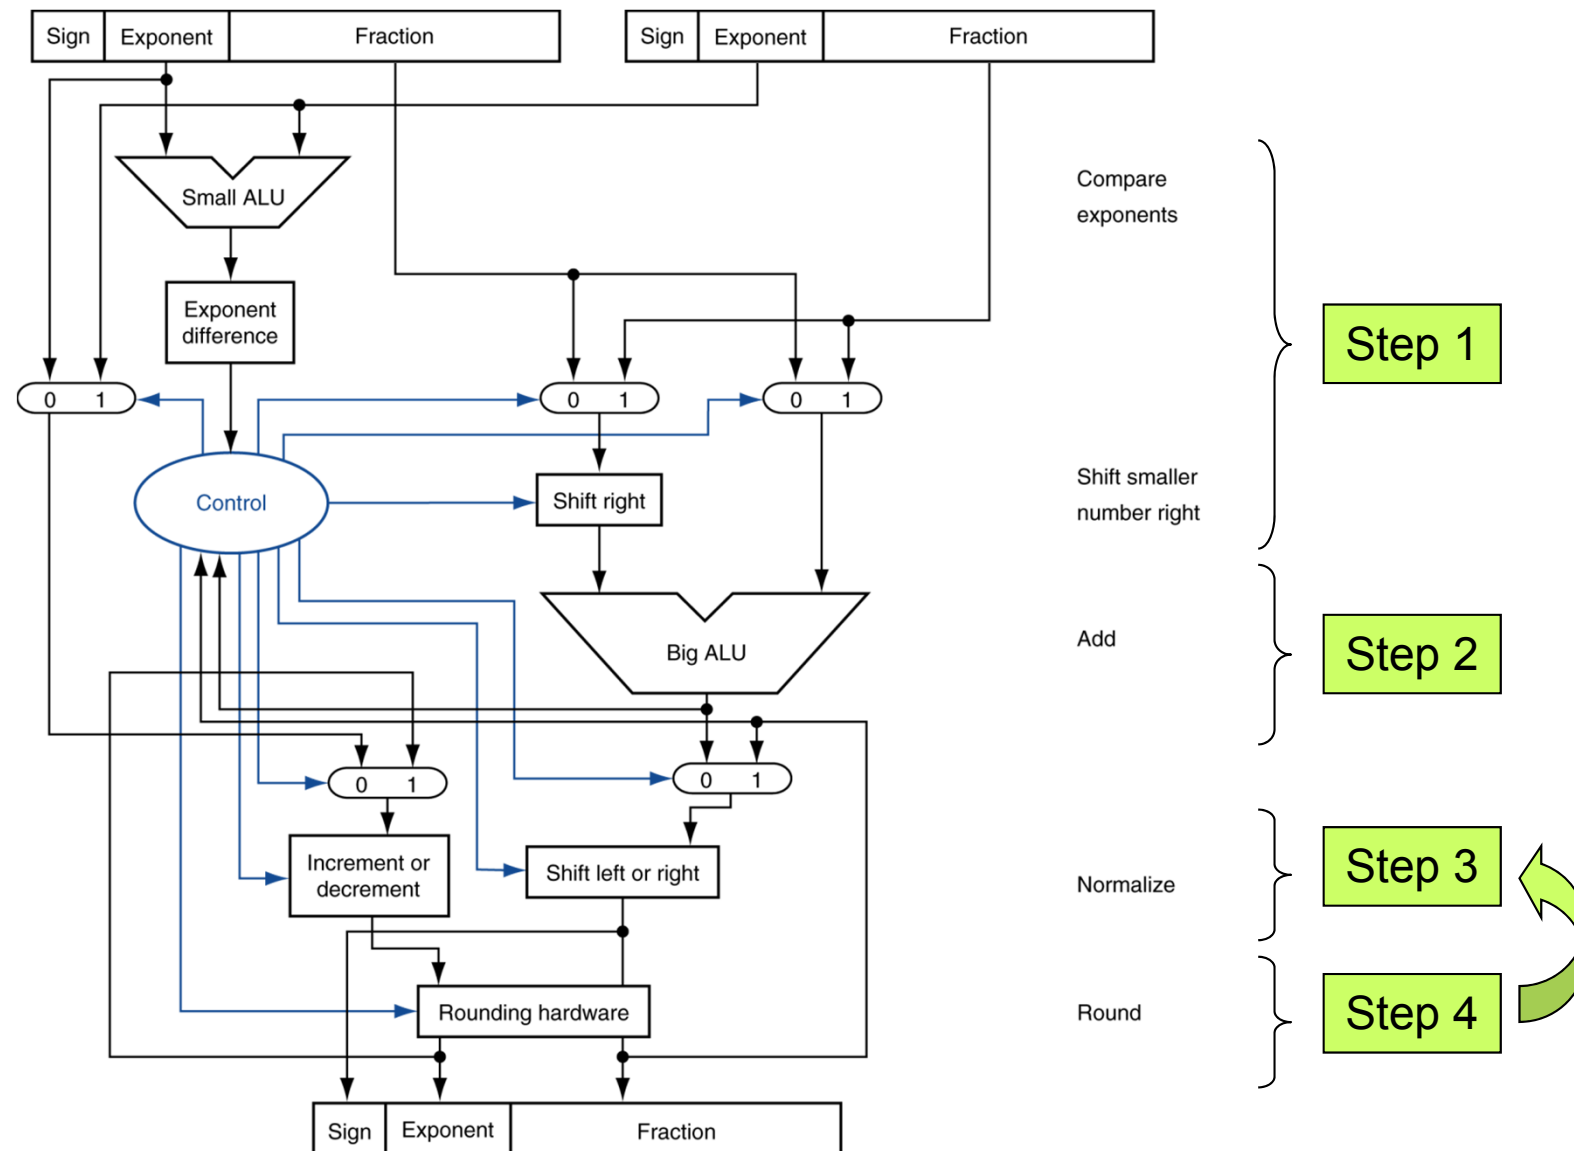 Sign Exponent Fraction Sign Exponent Fraction
Small ALU
Compare
exponents
Exponent
difference
Step 1
0 1 0 1 0 1
Control
Shift right
Shift smaller
number right
Big ALU
Add
Step 2
0 1 0 1
Increment or
decrement
Shift left or right
Normalize
Step 3
Rounding hardware
Round
Step 4
Sign Exponent Fraction